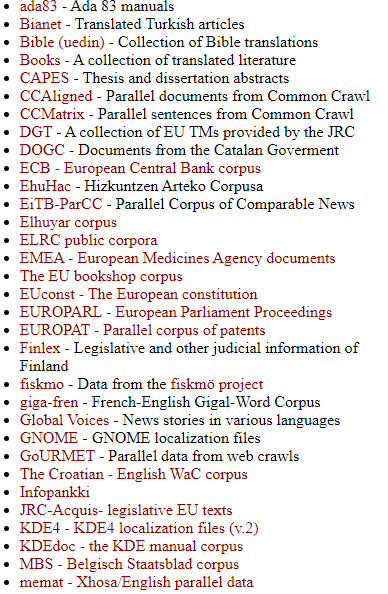 ada83 - Ada 83 manuals
Bianet - Translated Turkish articles
Bible (uedin) - Collection of Bible translations
Books - A collection of translated literature
CAPES - Thesis and dissertation abstracts
CCAligned - Parallel documents from Common Crawl
CCMatrix - Parallel sentences from Common Crawl
DGT - A collection of EU TMs provided by the JRC
DOGC - Documents from the Catalan Goverment
ECB - European Central Bank corpus
EhuHac - Hizkuntzen Arteko Corpusa
EiTB-ParCC - Parallel Corpus of Comparable News
Elhuyar corpus
ELRC public corpora
EMEA - European Medicines Agency documents
The EU bookshop corpus
EUconst - The European constitution
EUROPARL - European Parliament Proceedings
EUROPAT - Parallel corpus of patents
Finlex - Legislative and other judicial information of
Finland
fiskmo - Data from the fiskmö project
giga-fren - French-English Gigal-Word Corpus
Global Voices - News stories in various languages
GNOME - GNOME localization files
GoURMET - Parallel data from web crawls
The Croatian - English WaC corpus
Infopankki
JRC-Acquis- legislative EU texts
KDE4 - KDE4 localization files (v.2)
KDEdoc - the KDE manual corpus
MBS - Belgisch Staatsblad corpus
memat - Xhosa/English parallel data